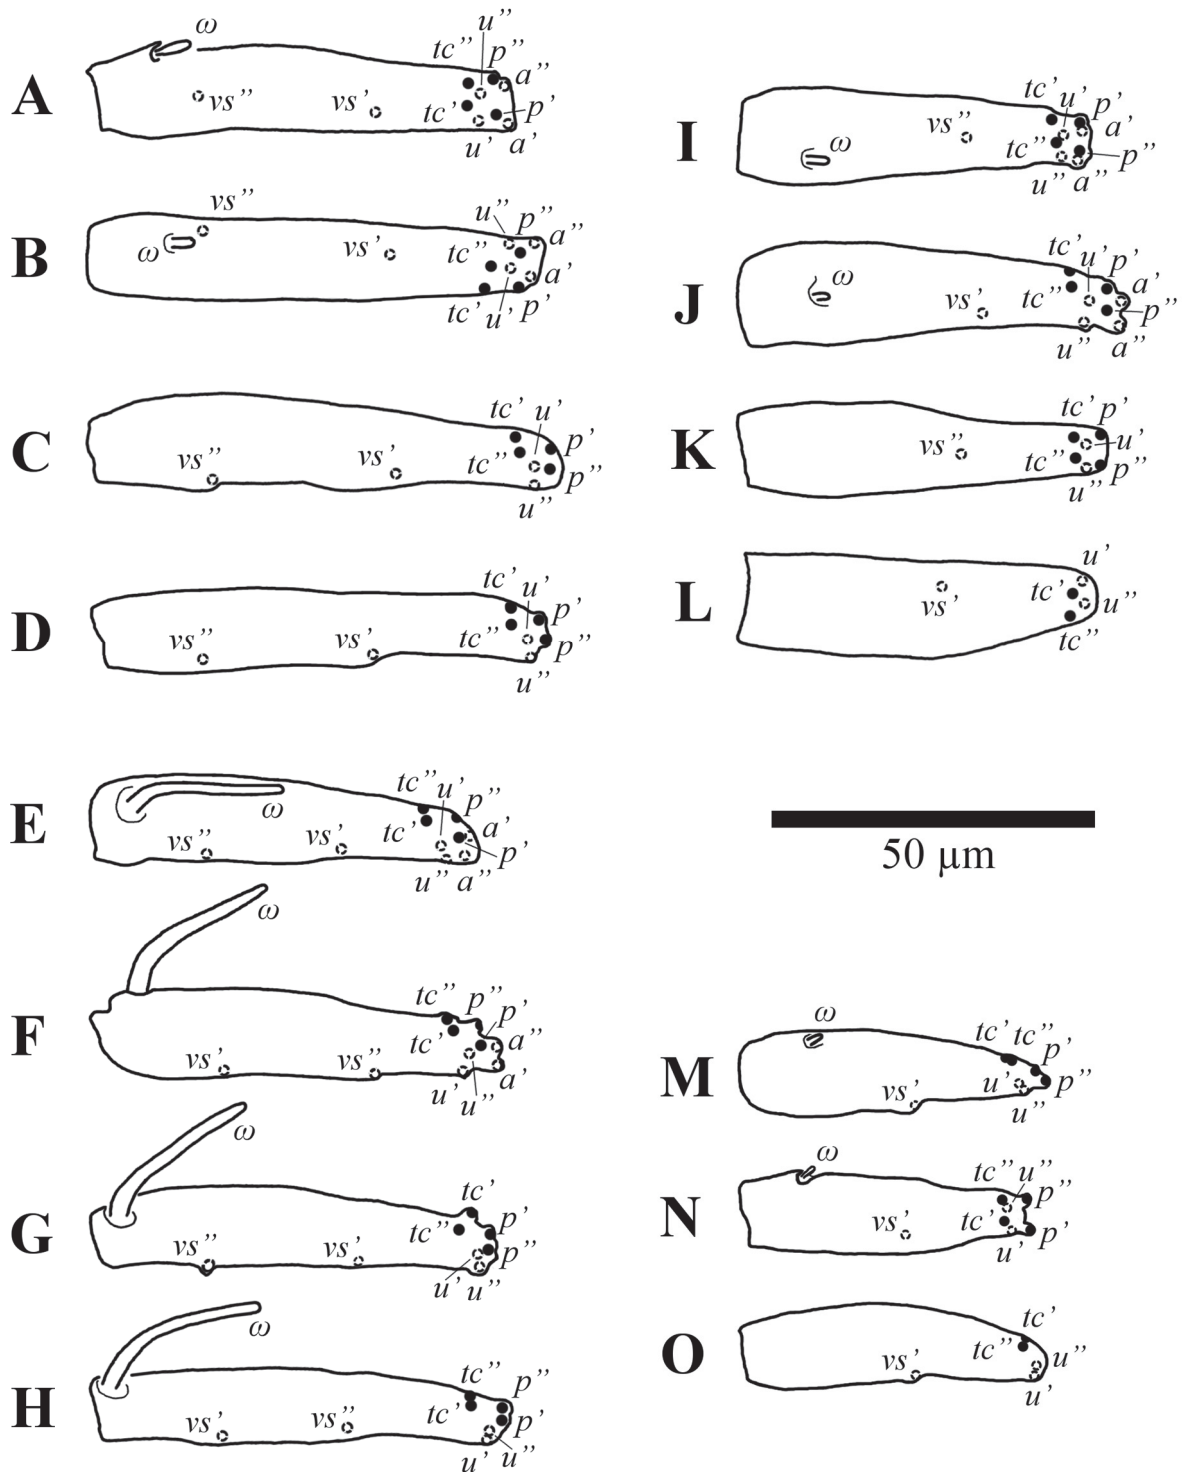 A ω vs” vs’ tc” u” p” a” tc’ p’ u’ a’
B vs” ω vs’ u” p” a” tc” a’ tc’ u’ p’
C vs” vs’ tc’ u’ p’ tc” p” u”
D vs” vs’ tc’ u’ p’ tc” p” u”
E ω vs” vs’ tc” u’ p” tc’ a’ p’ u” a”
F ω vs’ vs” tc” p” p’ tc’ a” u’ u” a’
G ω vs” vs’ tc’ tc” p’ p” u’ u”
H ω vs’ vs” tc” p” tc’ p’ u’ u”
I ω vs” tc’ u’ p’ a’ tc” p” u” a”
J ω vs’ tc’ u’ p’ a’ tc” p” u” a”
K vs” tc’ p’ u’ tc” p” u”
L vs’ u’ tc’ u” tc”
50 µm
M ω vs’ tc’ tc” p’ u’ p” u”
N ω vs’ tc” u” p” tc’ u’ p’
O vs’ tc’ tc” u” u’